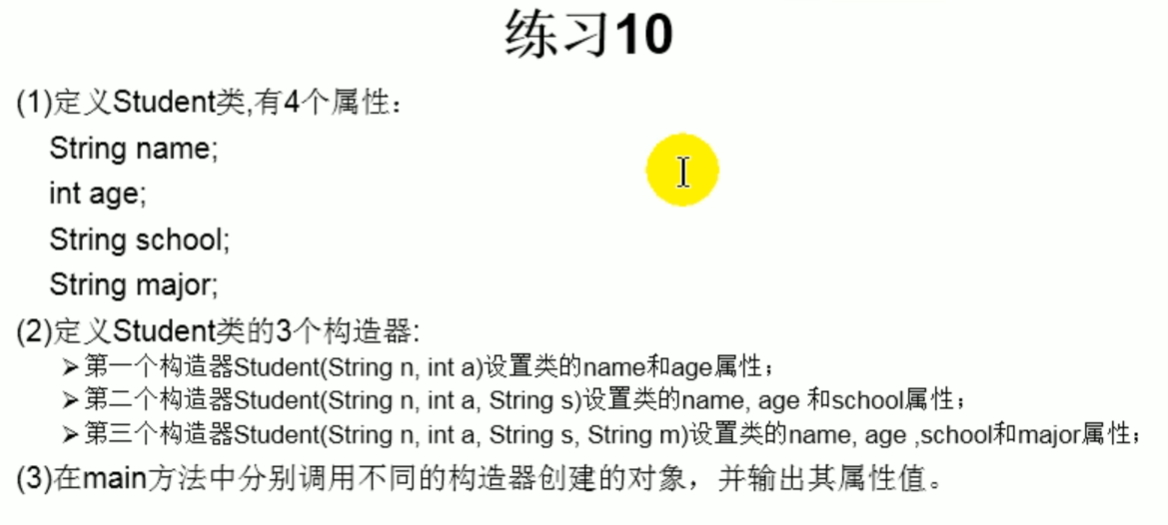 练习10
(1)定义Student类,有4个属性：
String name;
int age;
String school;
String major;
(2)定义Student类的3个构造器:
➢第一个构造器Student(String n, int a)设置类的name和age属性；
➢第二个构造器Student(String n, int a, String s)设置类的name, age 和school属性；
➢第三个构造器Student(String n, int a, String s, String m)设置类的name, age ,school和major属性；
(3)在main方法中分别调用不同的构造器创建的对象，并输出其属性值。